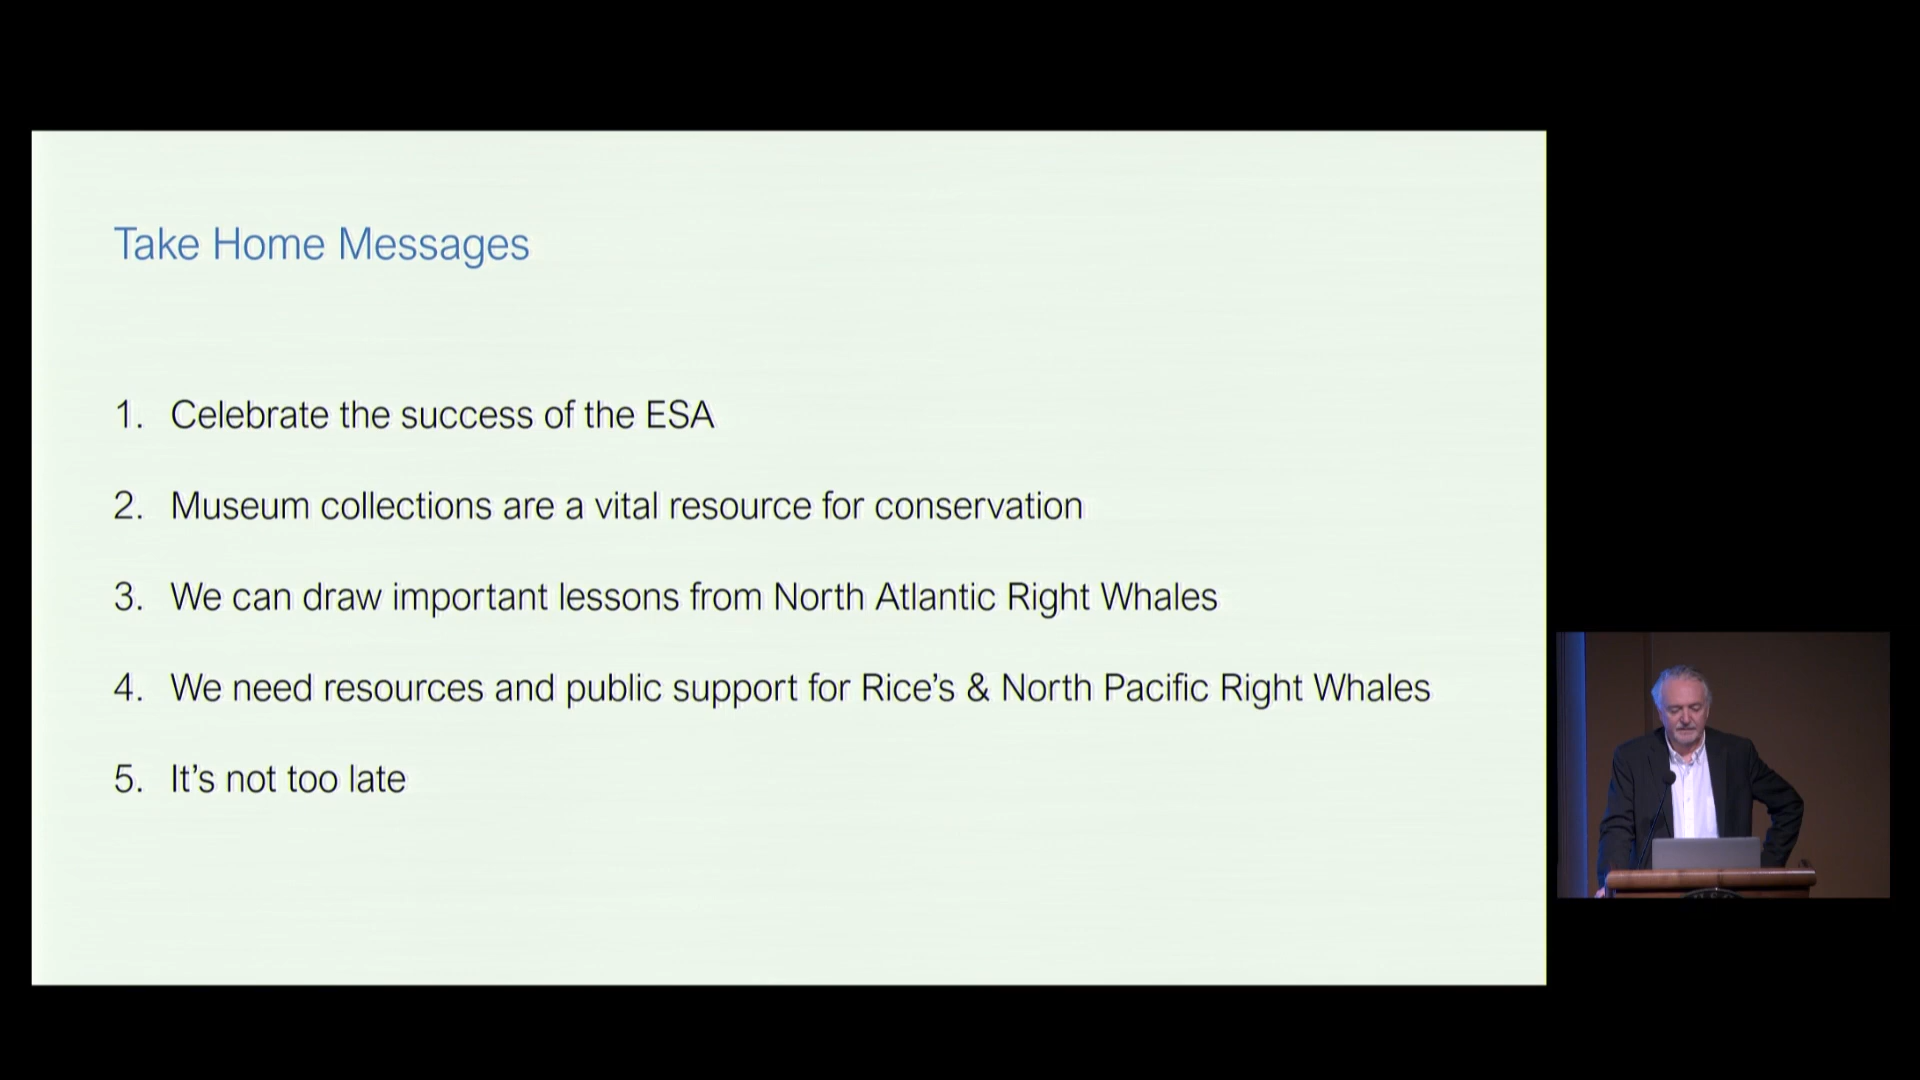 Take Home Messages
1. Celebrate the success of the ESA
2. Museum collections are a vital resource for conservation
3. We can draw important lessons from North Atlantic Right Whales
4. We need resources and public support for Rice’s & North Pacific Right Whales
5. It’s not too late